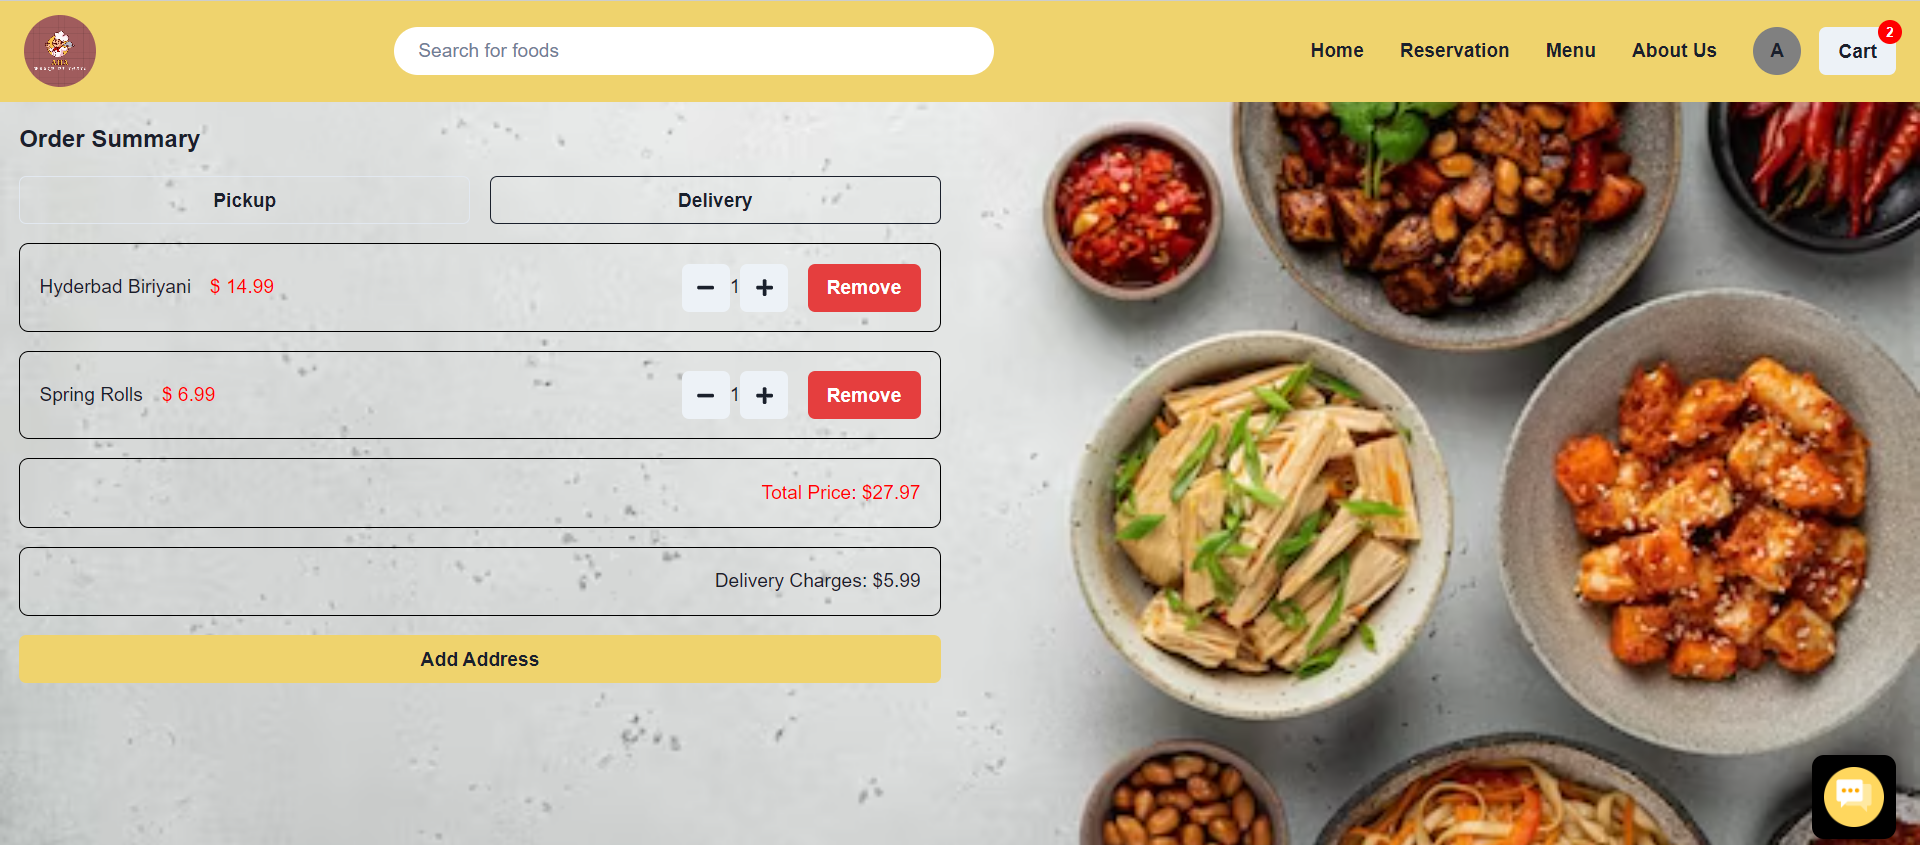 Search for foods
Home
Reservation
Menu
About Us
A
Cart
2
Order Summary
Pickup
Delivery
Hyderbad Biriyani $ 14.99
1
Remove
Spring Rolls $ 6.99
1
Remove
Total Price: $27.97
Delivery Charges: $5.99
Add Address